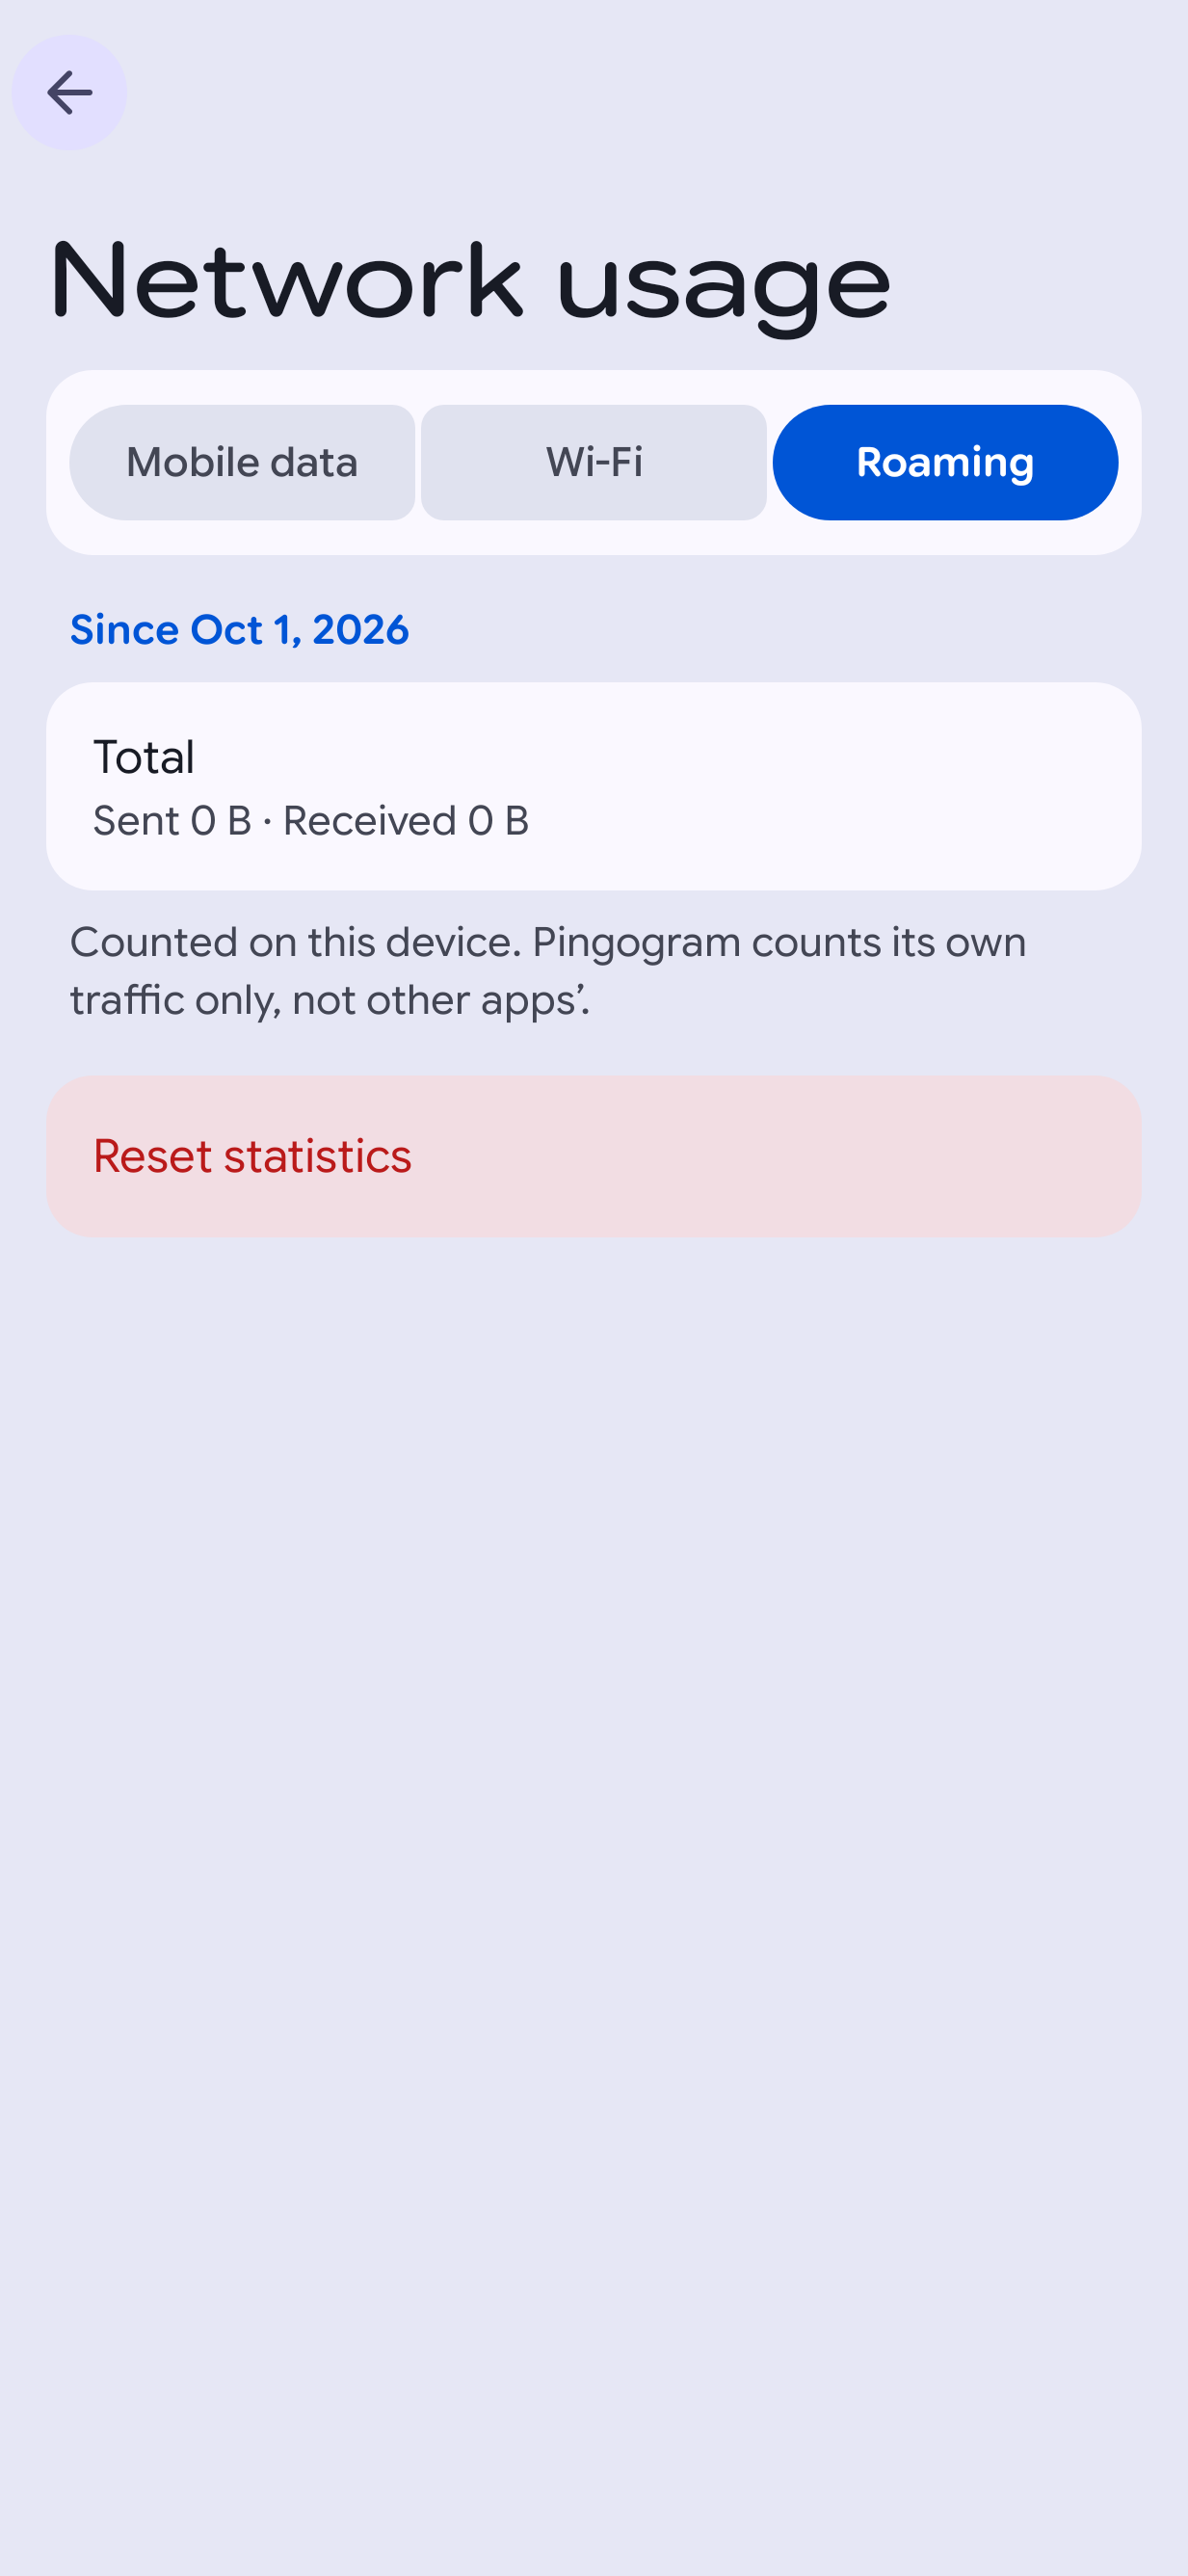 Network usage
Mobile data
Wi-Fi
Roaming
Since Oct 1, 2026
Total
Sent 0 B · Received 0 B
Counted on this device. Pingogram counts its own
traffic only, not other apps’.
Reset statistics